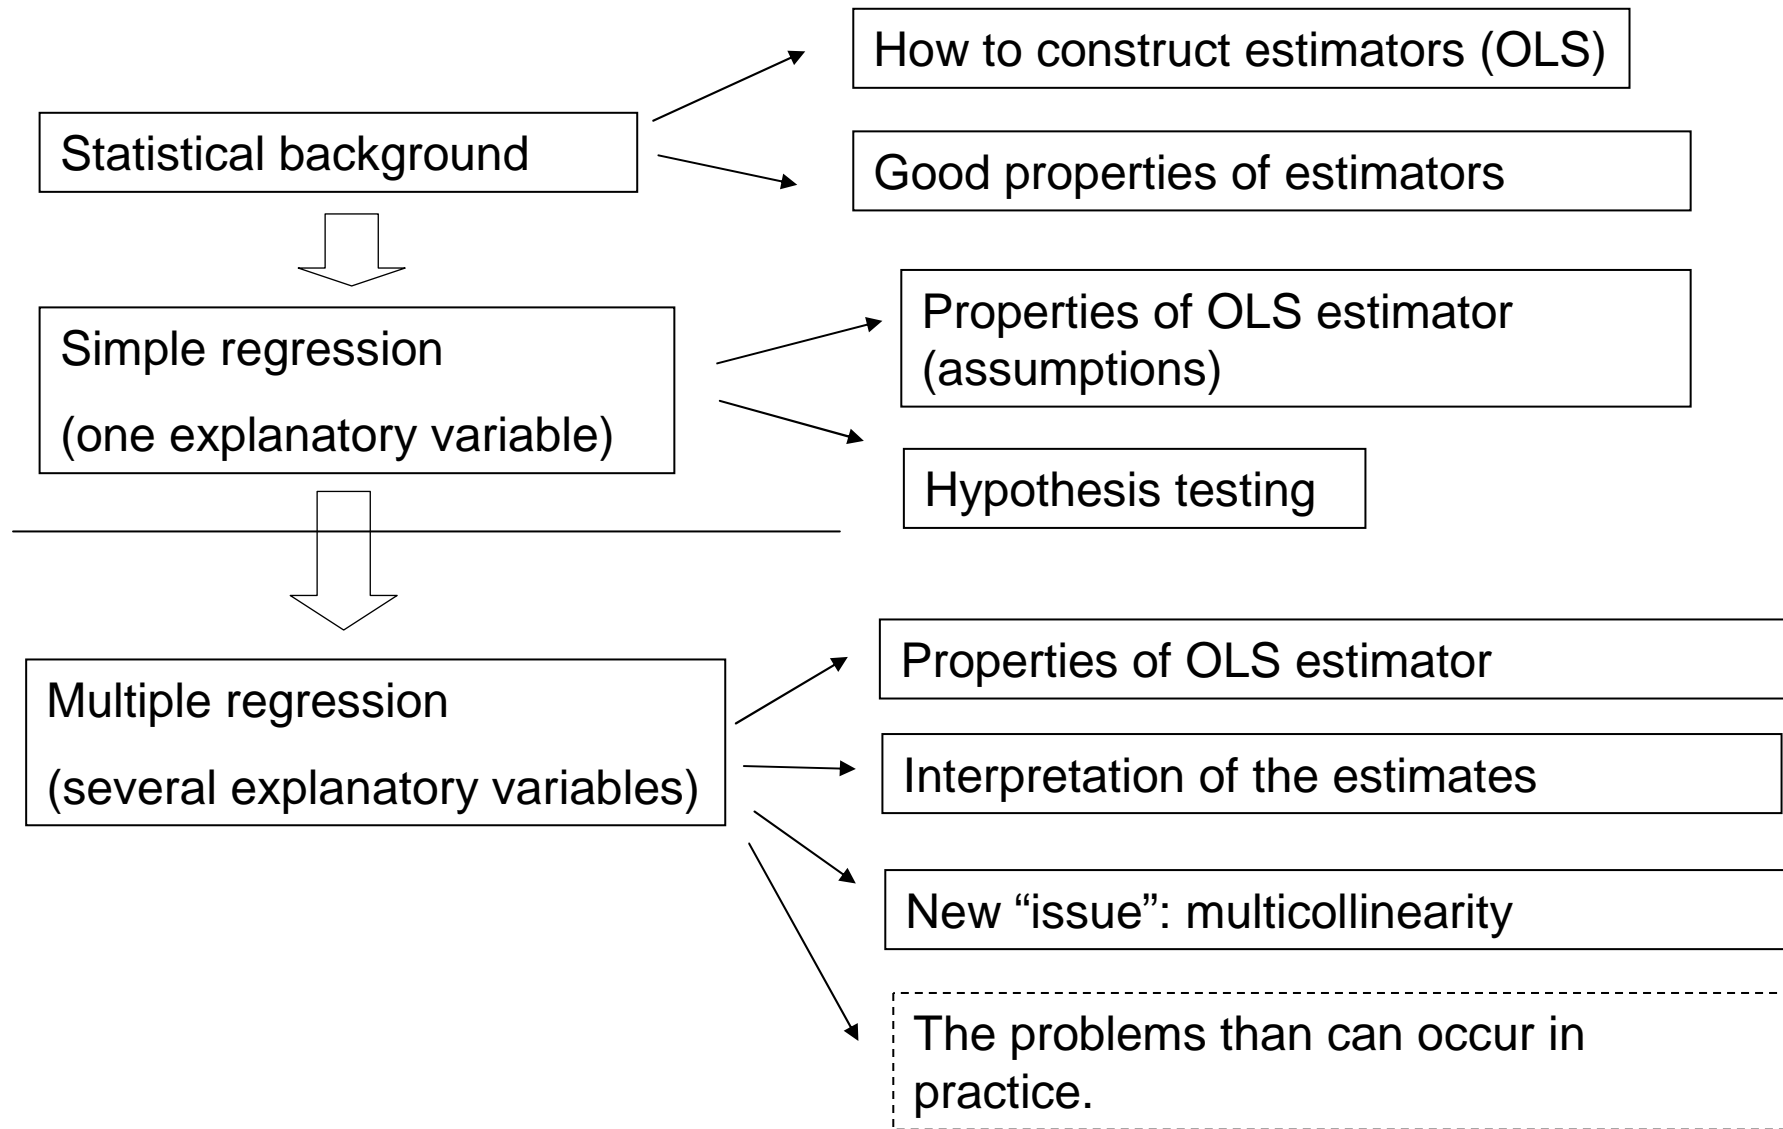 How to construct estimators (OLS)
Statistical background
Good properties of estimators
Simple regression
(one explanatory variable)
Properties of OLS estimator
(assumptions)
Hypothesis testing
Multiple regression
(several explanatory variables)
Properties of OLS estimator
Interpretation of the estimates
New “issue”: multicollinearity
The problems than can occur in
practice.